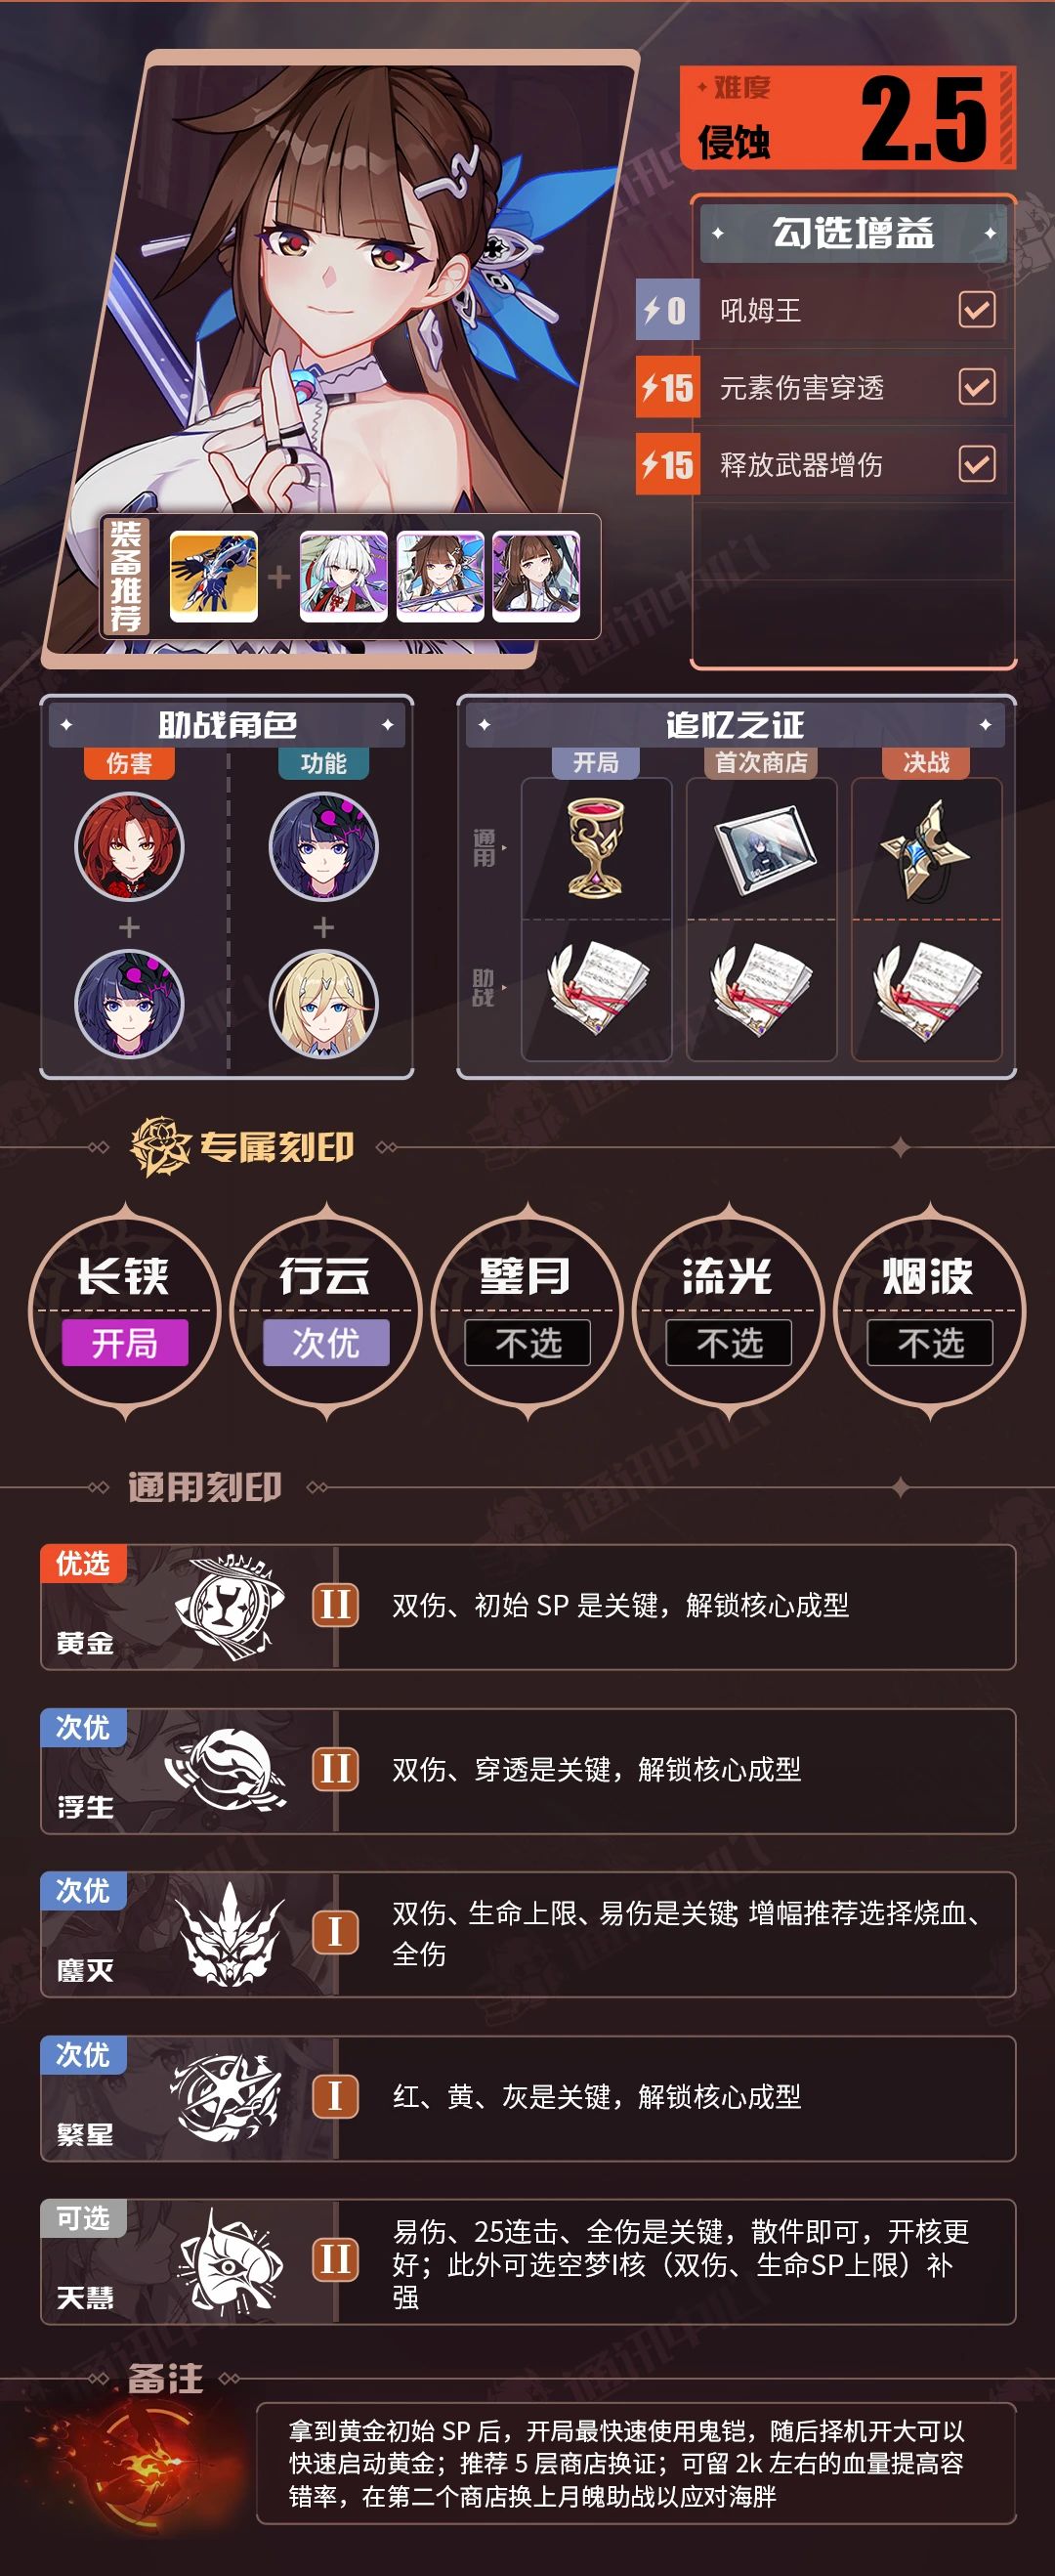 难度
侵蚀
2.5
勾选增益
0
吼姆王
15
元素伤害穿透
15
释放武器增伤
装备推荐
助战角色
伤害
功能
追忆之证
开局
首次商店
决战
通用
助战
专属刻印
长铗
开局
行云
次优
璧月
不选
流光
不选
烟波
不选
通用刻印
优选
黄金
II
双伤、初始 SP 是关键，解锁核心成型
次优
浮生
II
双伤、穿透是关键，解锁核心成型
次优
鏖灭
I
双伤、生命上限、易伤是关键；增幅推荐选择烧血、
全伤
次优
繁星
I
红、黄、灰是关键，解锁核心成型
可选
天慧
II
易伤、25连击、全伤是关键，散件即可，开核更
好；此外可选空梦I核（双伤、生命SP上限）补
强
备注
拿到黄金初始 SP 后，开局最快速使用鬼铠，随后择机开大可以
快速启动黄金；推荐 5 层商店换证；可留 2k 左右的血量提高容
错率，在第二个商店换上月魄助战以应对海胖
通讯中心